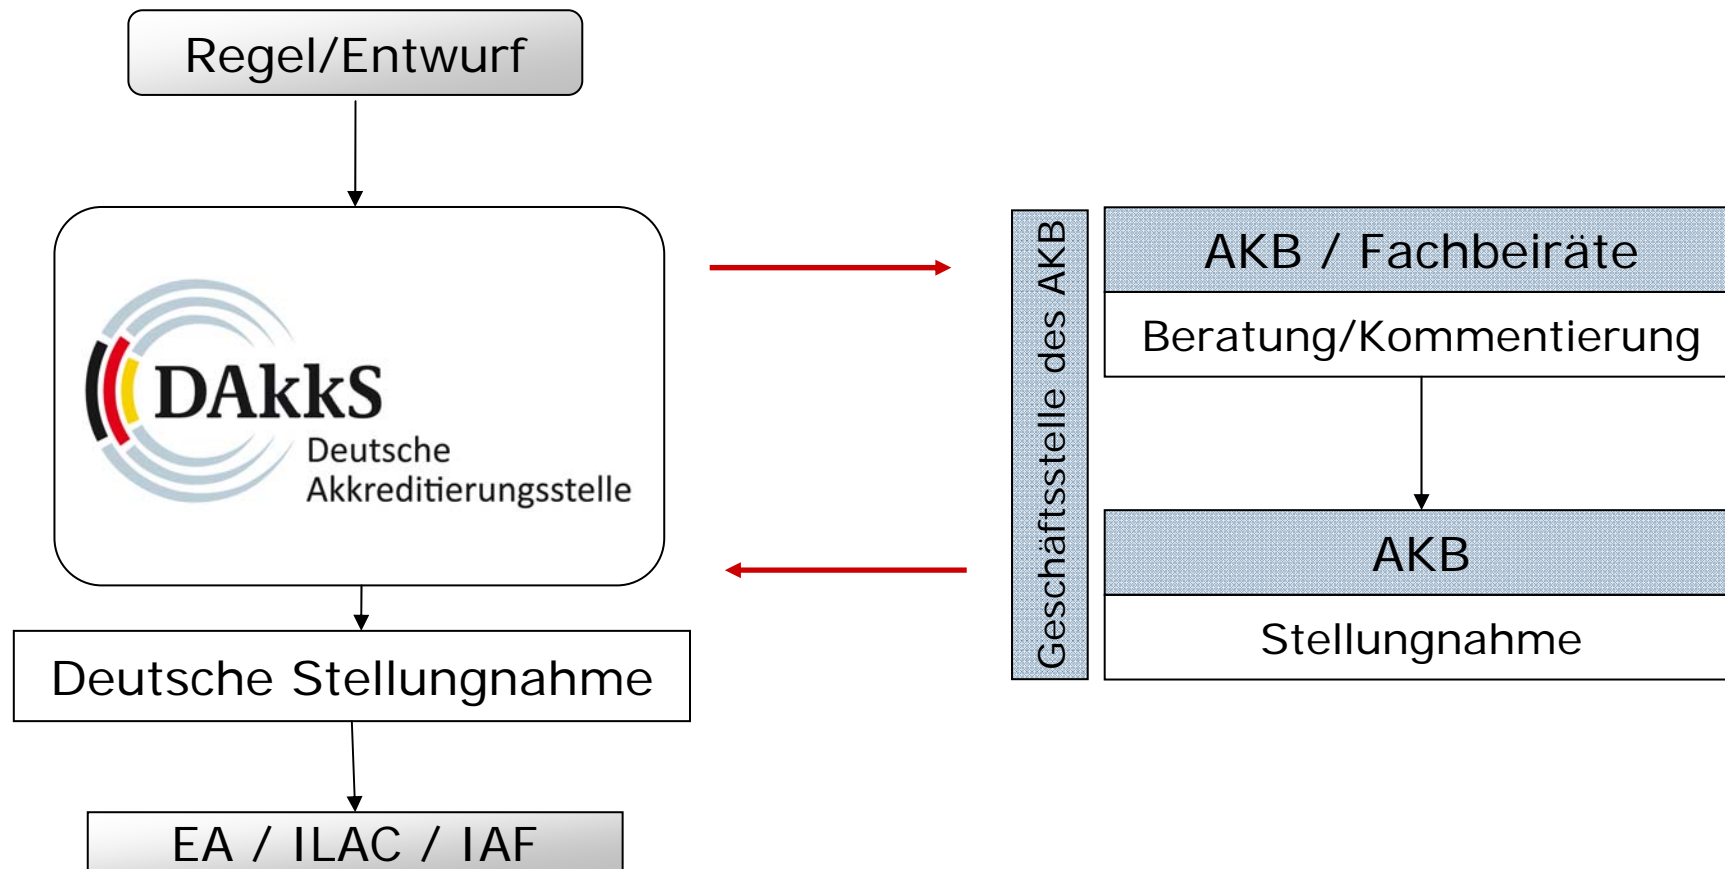 Regel/Entwurf
DAkkS
Deutsche
Akkreditierungsstelle
Deutsche Stellungnahme
EA / ILAC / IAF
Geschäftsstelle des AKB
AKB / Fachbeiräte
Beratung/Kommentierung
AKB
Stellungnahme